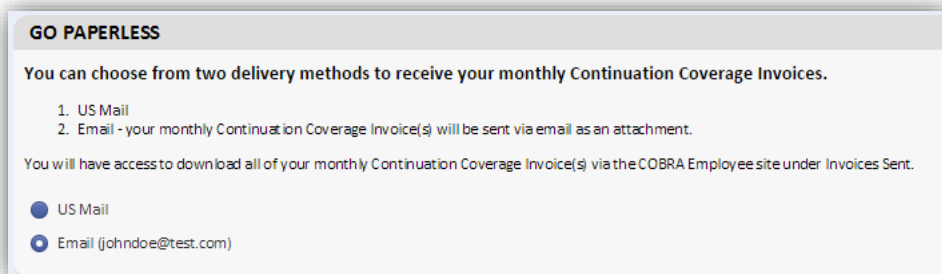 GO PAPERLESS
You can choose from two delivery methods to receive your monthly Continuation Coverage Invoices.
1. US Mail
2. Email - your monthly Continuation Coverage Invoice(s) will be sent via email as an attachment.
You will have access to download all of your monthly Continuation Coverage Invoice(s) via the COBRA Employee site under Invoices Sent.
US Mail
Email (johndoe@test.com)